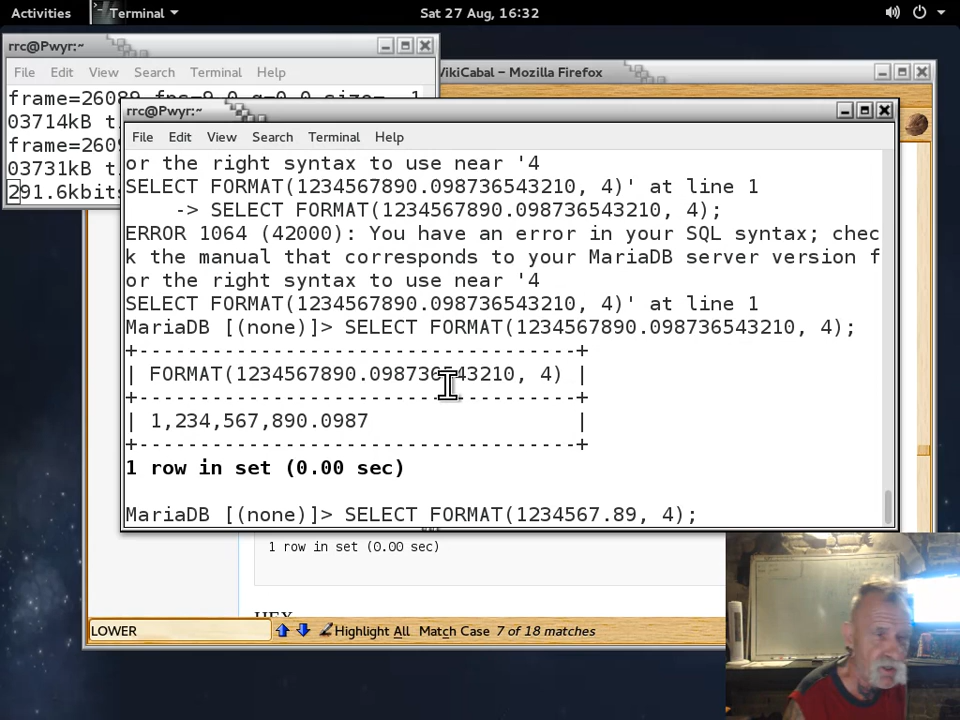 Activities Terminal Sat 27 Aug, 16:32
rrc@Pwyr:~
File Edit View Search Terminal Help
03714kB
03731kB
291.6kbits
VikiCabal – Mozilla Firefox
rrc@Pwyr:~
File Edit View Search Terminal Help
or the right syntax to use near '4
SELECT FORMAT(1234567890.098736543210, 4)' at line 1
    -> SELECT FORMAT(1234567890.098736543210, 4);
ERROR 1064 (42000): You have an error in your SQL syntax; chec
k the manual that corresponds to your MariaDB server version f
or the right syntax to use near '4
SELECT FORMAT(1234567890.098736543210, 4)' at line 1
MariaDB [(none)]> SELECT FORMAT(1234567890.098736543210, 4);
+-------------------------------------+
| FORMAT(1234567890.098736543210, 4) |
+-------------------------------------+
| 1,234,567,890.0987 |
+-------------------------------------+
1 row in set (0.00 sec)
MariaDB [(none)]> SELECT FORMAT(1234567.89, 4);
1 row in set (0.00 sec)
HEX
LOWER Highlight All Match Case 7 of 18 matches